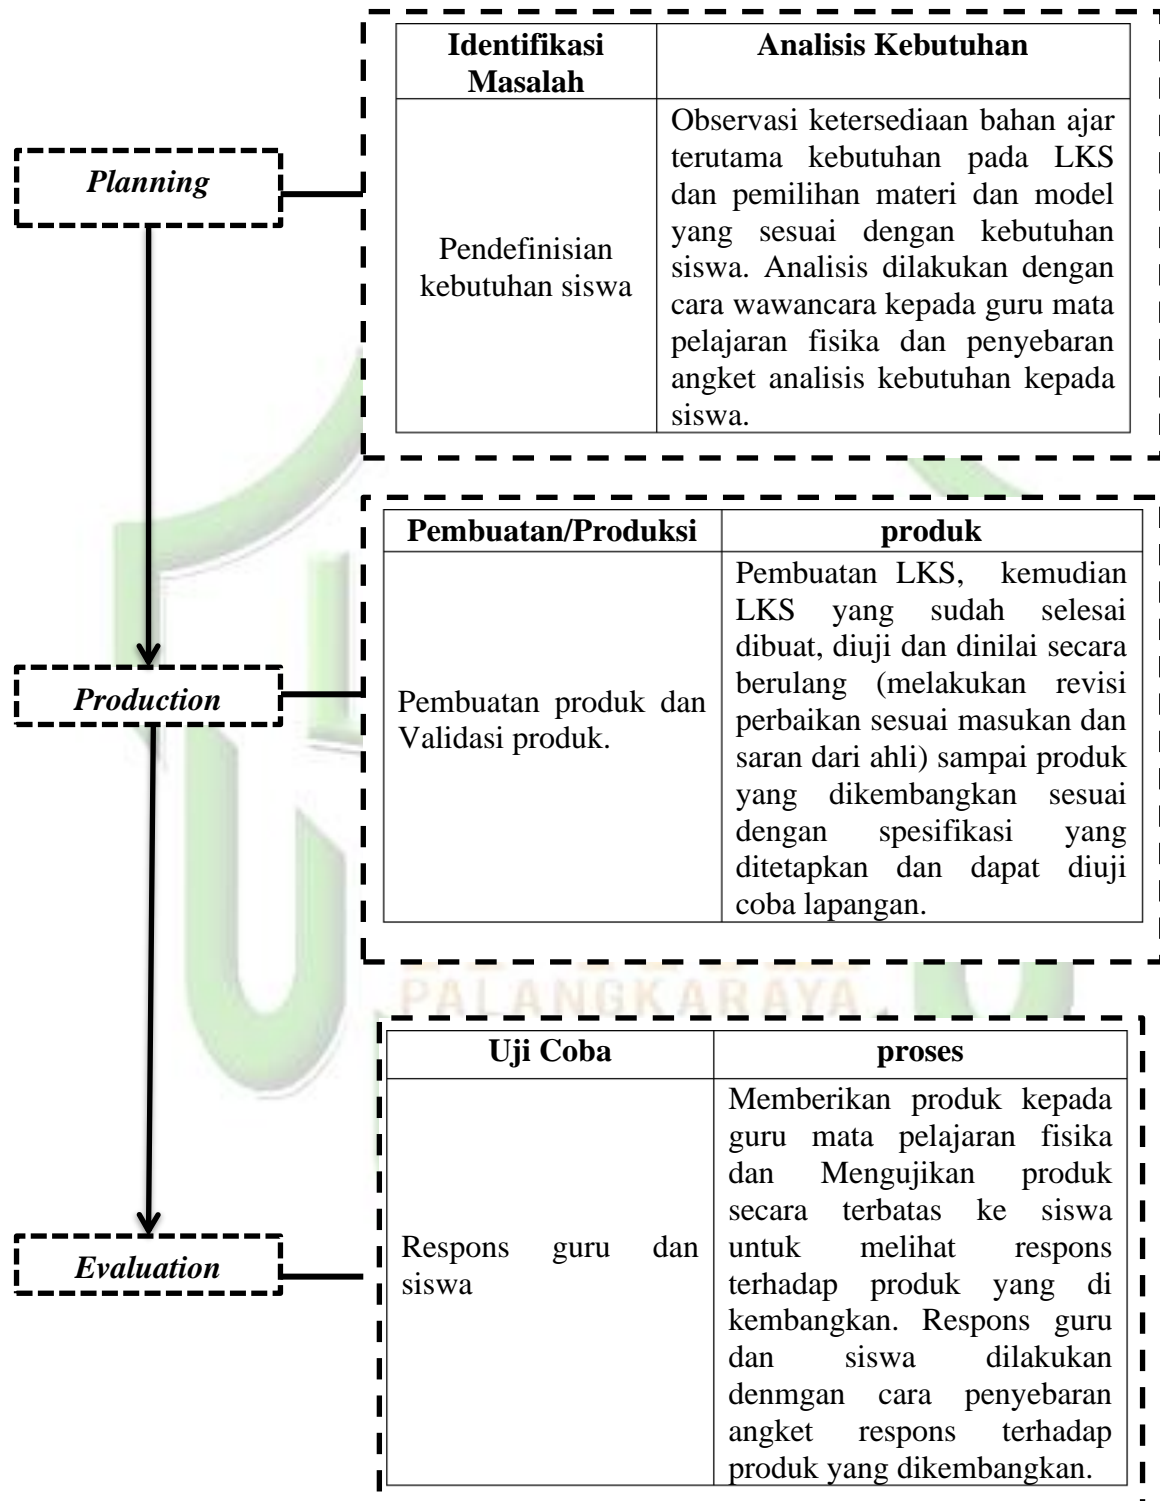 Planning
Identifikasi
Masalah
Analisis Kebutuhan
Pendefinisian
kebutuhan siswa
Observasi ketersediaan bahan ajar
terutama kebutuhan pada LKS
dan pemilihan materi dan model
yang sesuai dengan kebutuhan
siswa. Analisis dilakukan dengan
cara wawancara kepada guru mata
pelajaran fisika dan penyebaran
angket analisis kebutuhan kepada
siswa.
Production
Pembuatan/Produksi
produk
Pembuatan produk dan
Validasi produk.
Pembuatan LKS, kemudian
LKS yang sudah selesai
dibuat, diuji dan dinilai secara
berulang (melakukan revisi
perbaikan sesuai masukan dan
saran dari ahli) sampai produk
yang dikembangkan sesuai
dengan spesifikasi yang
ditetapkan dan dapat diuji
coba lapangan.
PALANGKARAYA
Evaluation
Uji Coba
proses
Respons guru dan
siswa
Memberikan produk kepada
guru mata pelajaran fisika
dan Mengujikan produk
secara terbatas ke siswa
untuk melihat respons
terhadap produk yang di
kembangkan. Respons guru
dan siswa dilakukan
denmgan cara penyebaran
angket respons terhadap
produk yang dikembangkan.